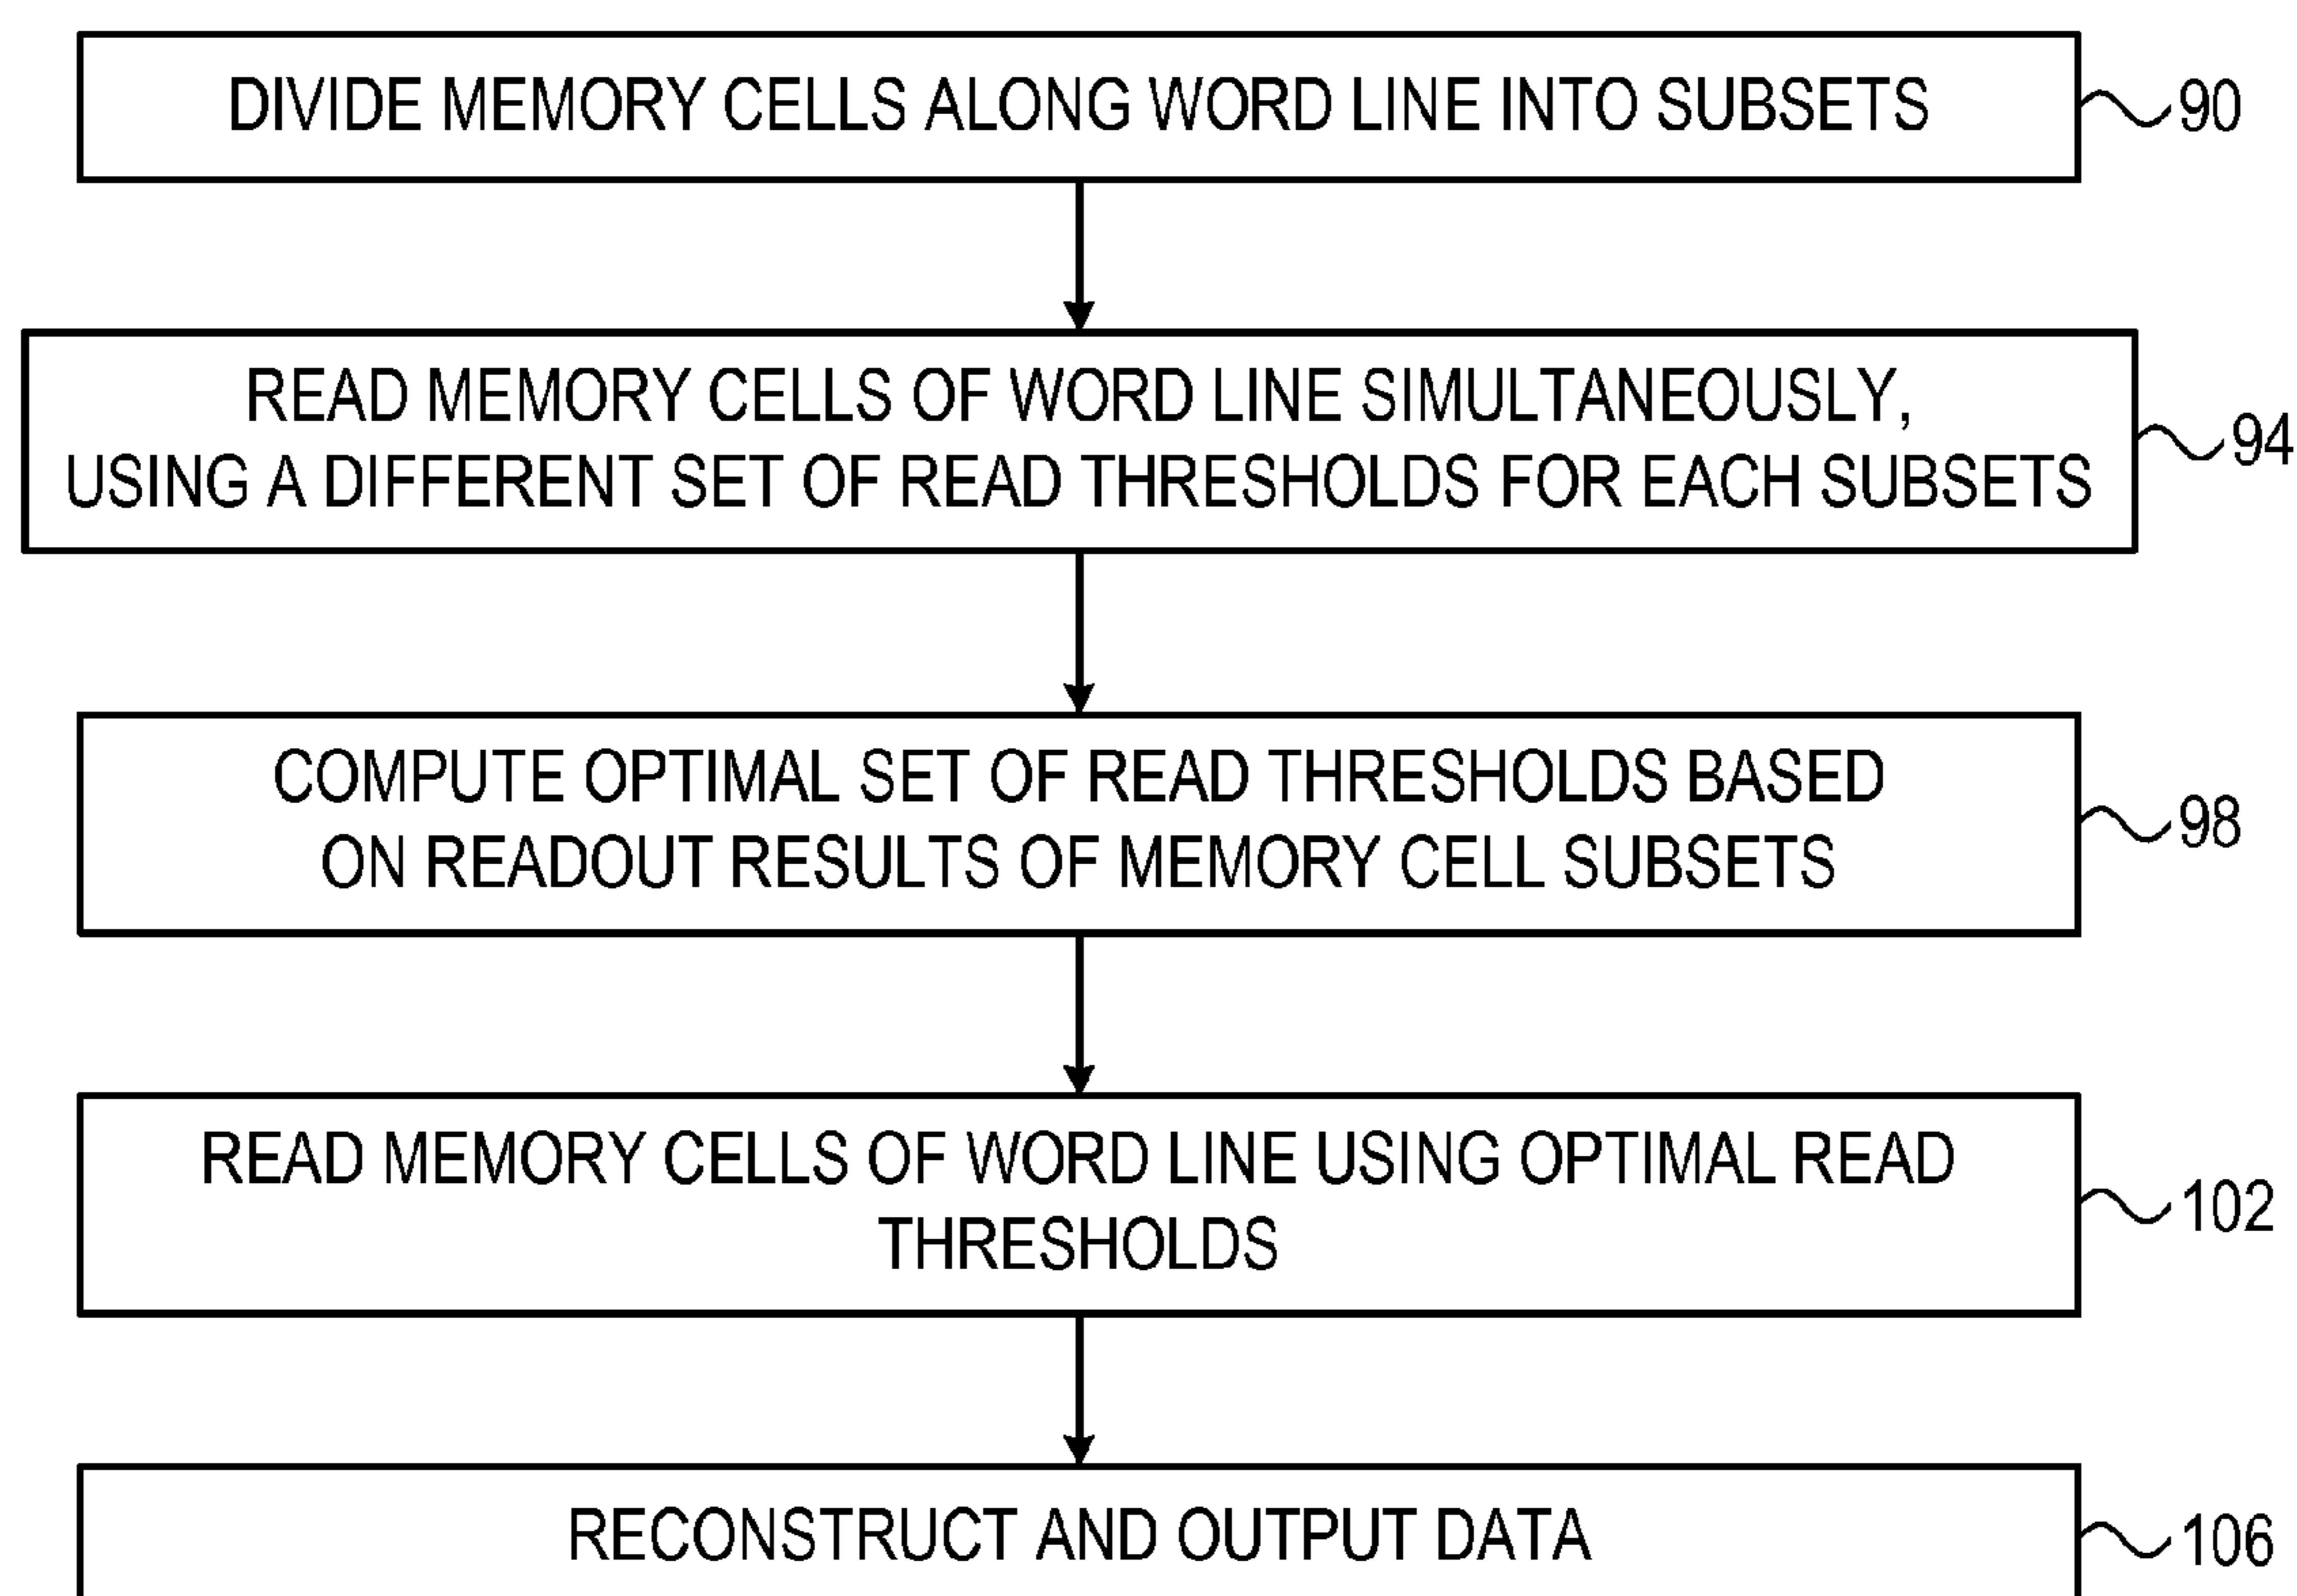 DIVIDE MEMORY CELLS ALONG WORD LINE INTO SUBSETS
90
READ MEMORY CELLS OF WORD LINE SIMULTANEOUSLY,
USING A DIFFERENT SET OF READ THRESHOLDS FOR EACH SUBSETS
94
COMPUTE OPTIMAL SET OF READ THRESHOLDS BASED
ON READOUT RESULTS OF MEMORY CELL SUBSETS
98
READ MEMORY CELLS OF WORD LINE USING OPTIMAL READ
THRESHOLDS
102
RECONSTRUCT AND OUTPUT DATA
106